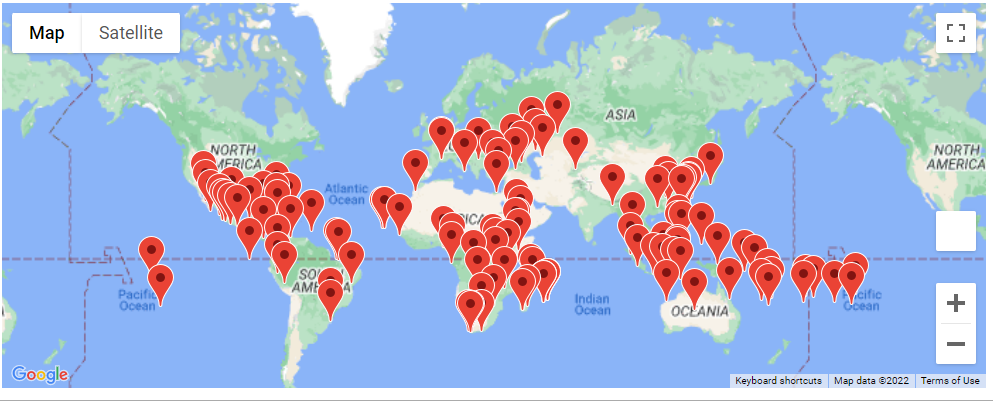 Map
Satellite
ASIA
NORTH
AMERICA
NORTH
AMERICA
Atlantic
Ocean
SOUTH
AMERICA
Pacific
Ocean
Indian
Ocean
OCEANIA
Pacific
Ocean
Google
Keyboard shortcuts
Map data ©2022
Terms of Use